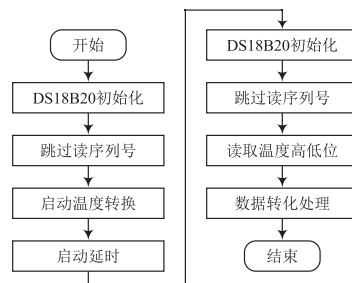 开始
DS18B20初始化
跳过读序列号
启动温度转换
启动延时
DS18B20初始化
跳过读序列号
读取温度高低位
数据转化处理
结束